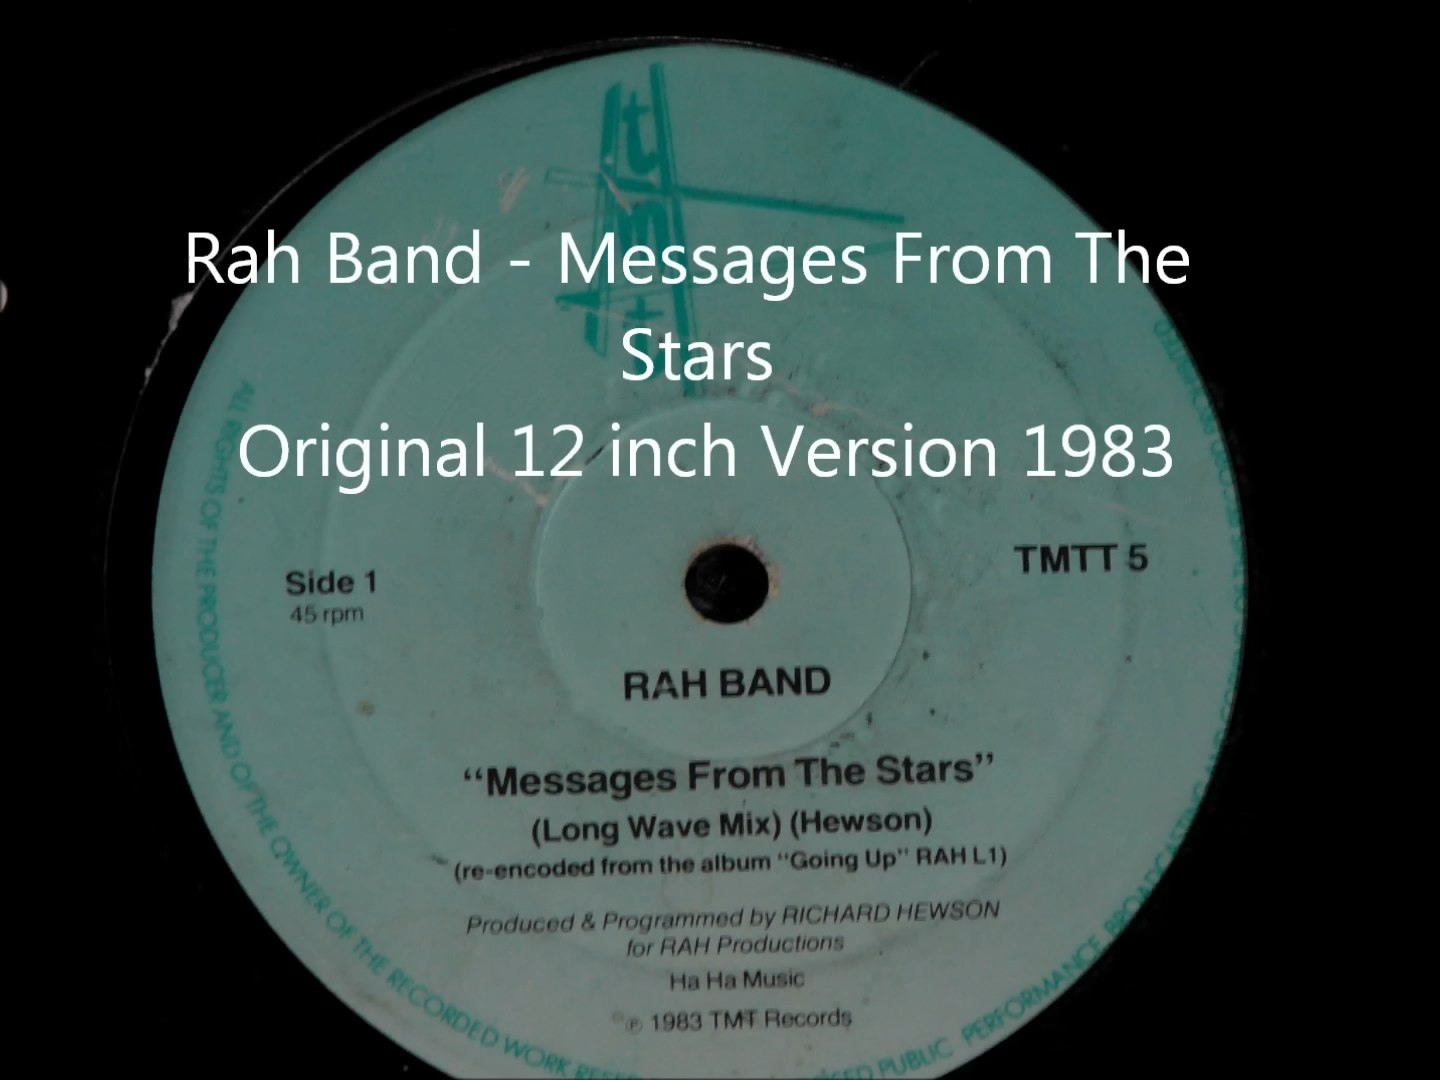 Rah Band - Messages From The
Stars
Original 12 inch Version 1983
Side 1
45 rpm
TMTT 5
RAH BAND
“Messages From The Stars”
(Long Wave Mix) (Hewson)
(re-encoded from the album “Going Up” RAH L1)
Produced & Programmed by RICHARD HEWSON
for RAH Productions
Ha Ha Music
℗ 1983 TMT Records
ALL RIGHTS OF THE PRODUCER AND OF THE OWNER OF THE RECORDED WORK
PUBLIC PERFORMANCE BROADCASTING